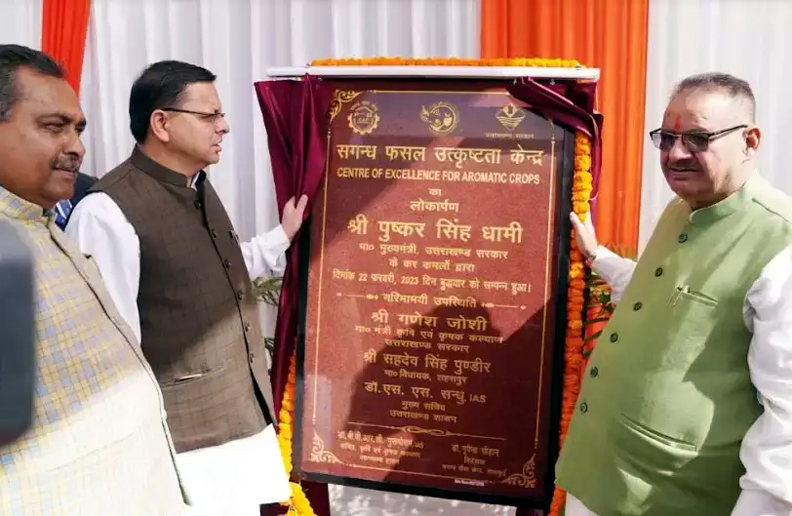 सगन्ध फसल उत्कृष्टता केन्द्र
CENTRE OF EXCELLENCE FOR AROMATIC CROPS
का
लोकार्पण
श्री पुष्कर सिंह धामी
मा० मुख्यमंत्री, उत्तराखण्ड सरकार
के कर कमलों द्वारा
दिनांक 22 फरवरी, 2023 दिन बुद्धवार को सम्पन्न हुआ।
गरिमामयी उपस्थिति
श्री गणेश जोशी
मा० मंत्री कृषि एवं कृषक कल्याण
उत्तराखण्ड सरकार
श्री सहदेव सिंह पुण्डीर
मा० विधायक, सहसपुर
डॉ. एस. एस. सन्धु, IAS
मुख्य सचिव
उत्तराखण्ड शासन